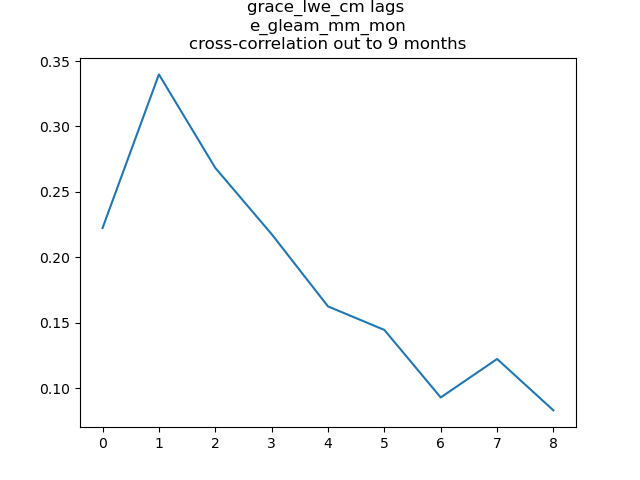 grace_lwe_cm lags
e_gleam_mm_mon
cross-correlation out to 9 months
0.35
0.30
0.25
0.20
0.15
0.10
0 1 2 3 4 5 6 7 8